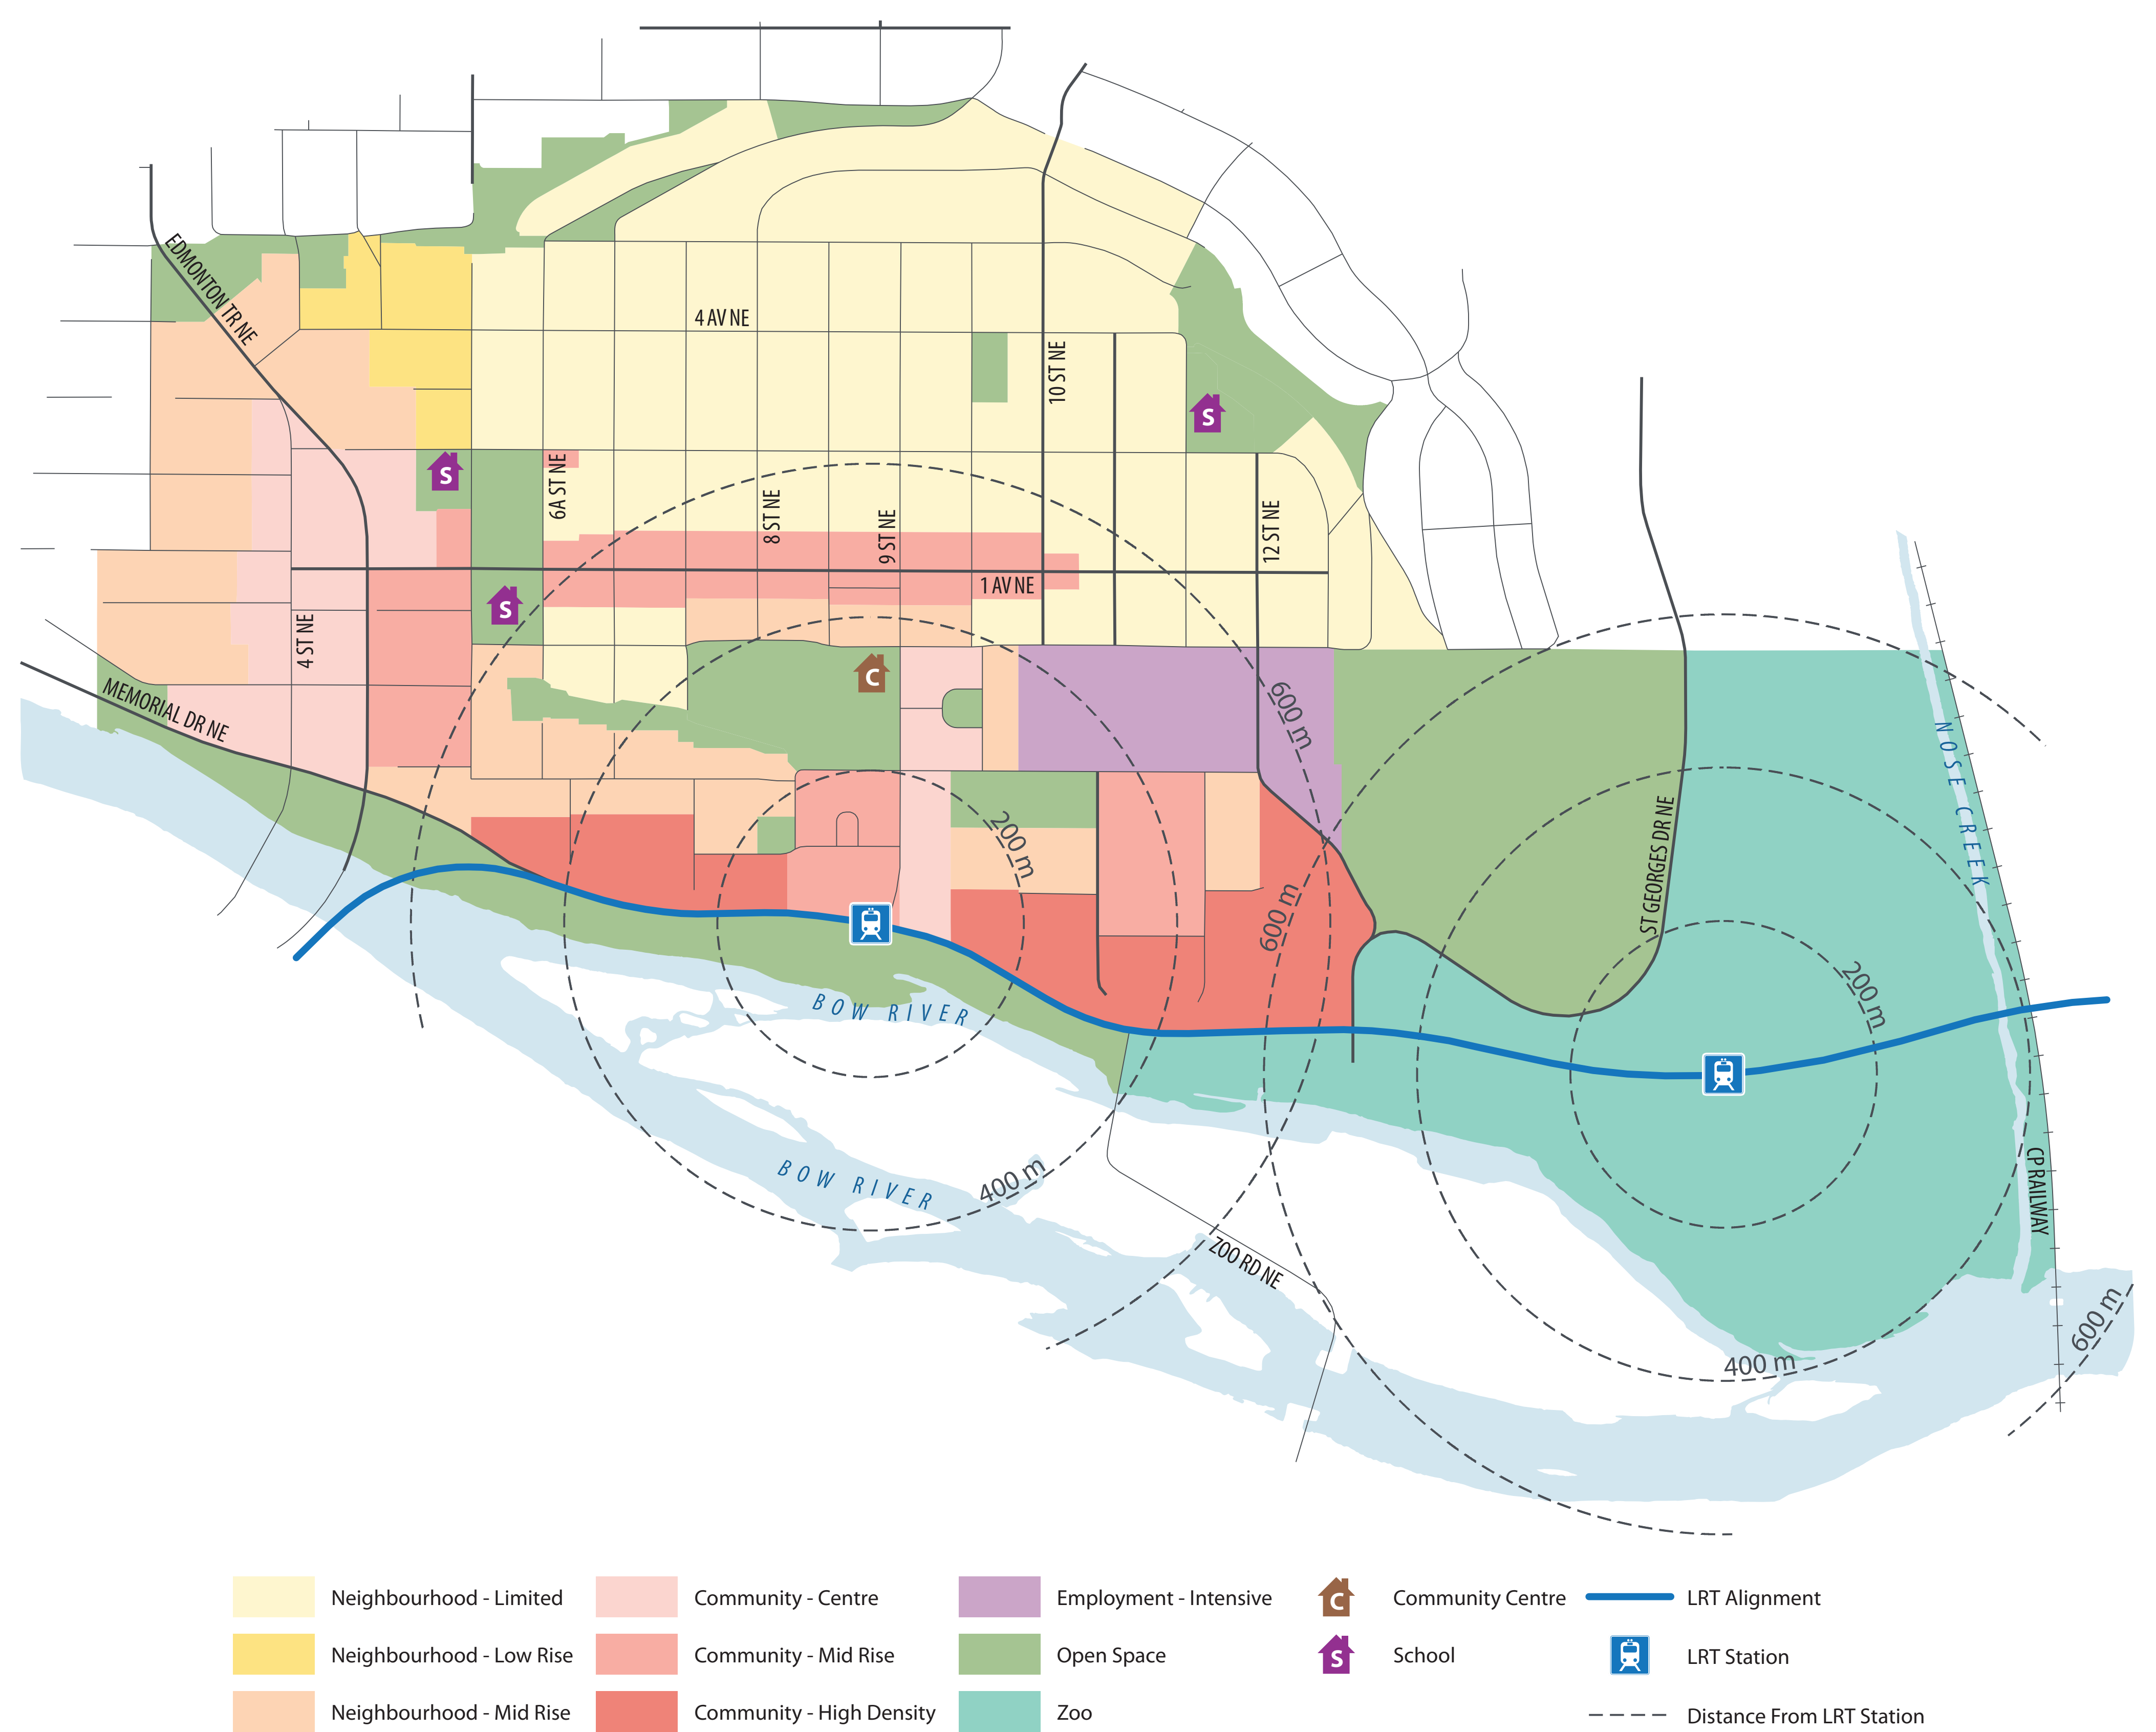 EDMONTON TR NE
4 AV NE
10 ST NE
S
S
6A ST NE
8 ST NE
9 ST NE
12 ST NE
1 AV NE
S
4 ST NE
C
MEMORIAL DR NE
600 m
NOSE CREEK
200 m
ST GEORGES DR NE
600 m
200 m
BOW RIVER
BOW RIVER
400 m
CP RAILWAY
ZOO RD NE
600 m
400 m
Neighbourhood - Limited
Community - Centre
Employment - Intensive
C
Community Centre
LRT Alignment
Neighbourhood - Low Rise
Community - Mid Rise
Open Space
S
School
LRT Station
Neighbourhood - Mid Rise
Community - High Density
Zoo
Distance From LRT Station